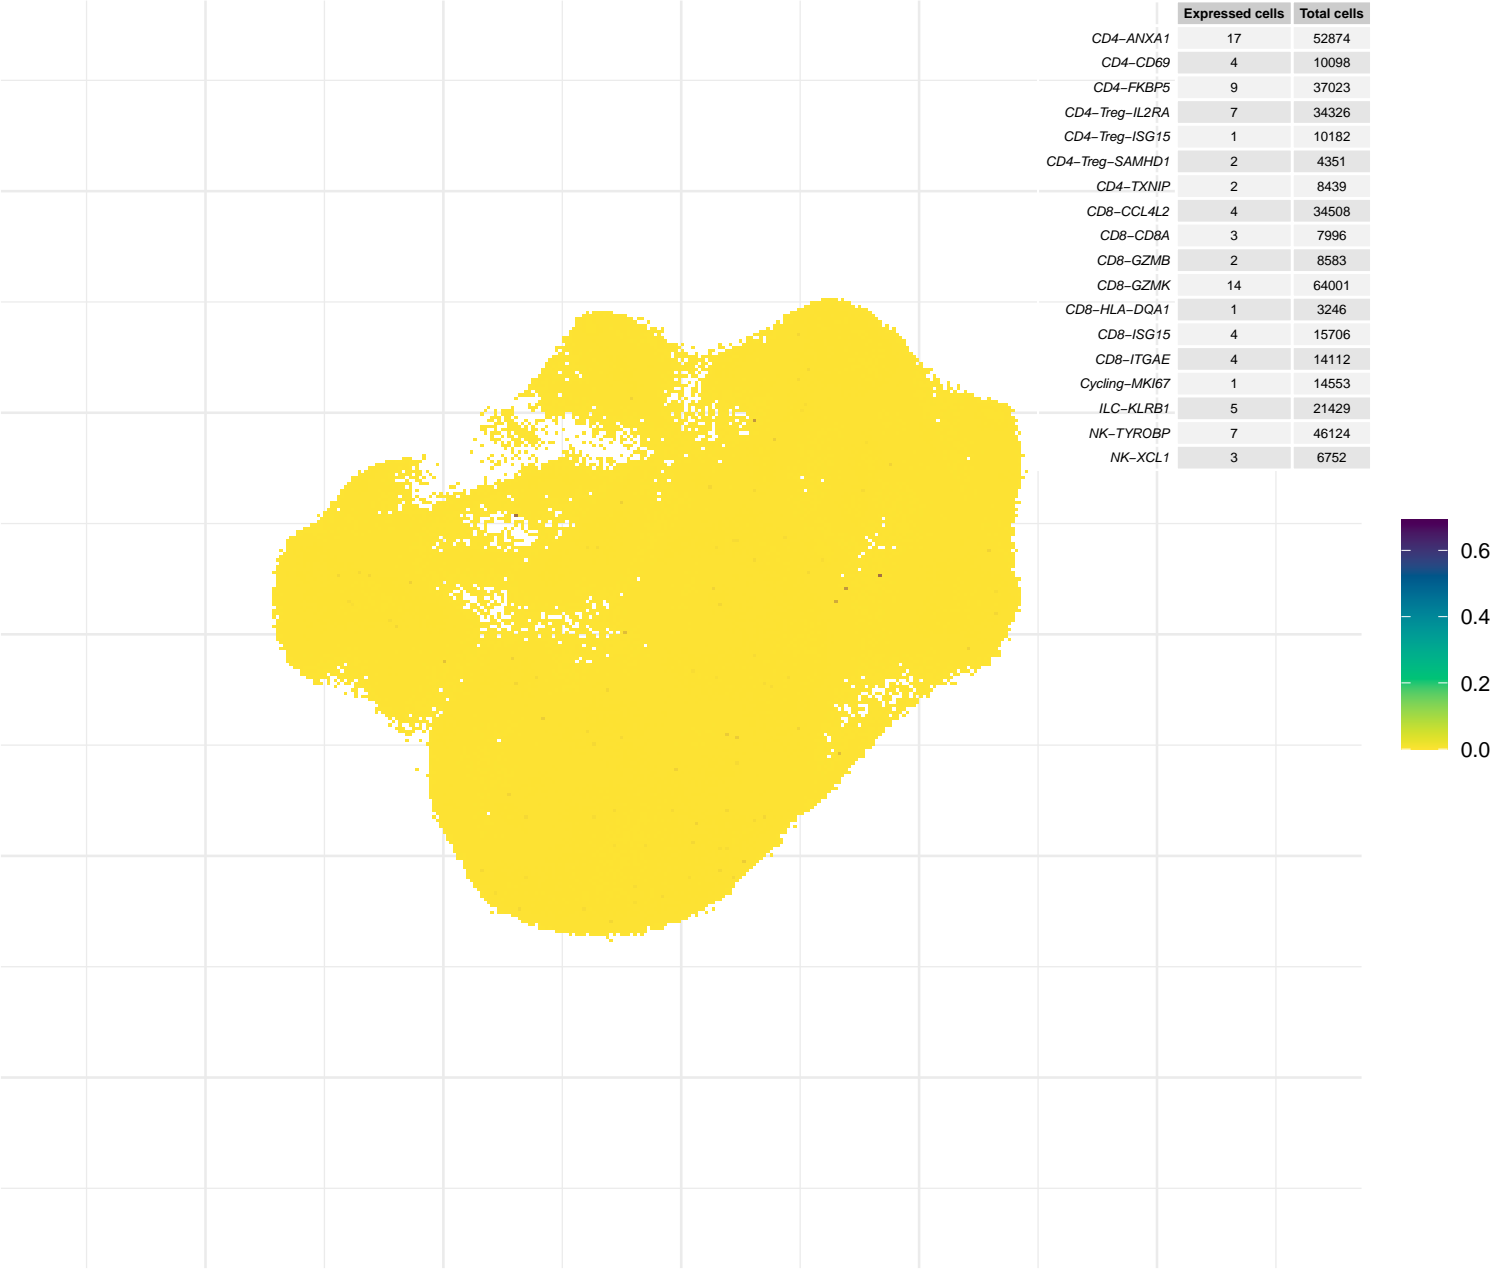 Expressed cells Total cells
CD4−ANXA1 17 52874
CD4−CD69 4 10098
CD4−FKBP5 9 37023
CD4−Treg−IL2RA 7 34326
CD4−Treg−ISG15 1 10182
CD4−Treg−SAMHD1 2 4351
CD4−TXNIP 2 8439
CD8−CCL4L2 4 34508
CD8−CD8A 3 7996
CD8−GZMB 2 8583
CD8−GZMK 14 64001
CD8−HLA−DQA1 1 3246
CD8−ISG15 4 15706
CD8−ITGAE 4 14112
Cycling−MKI67 1 14553
ILC−KLRB1 5 21429
NK−TYROBP 7 46124
NK−XCL1 3 6752
0.6
0.4
0.2
0.0